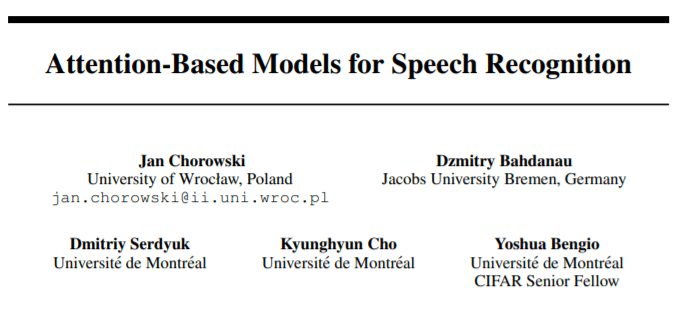 Attention-Based Models for Speech Recognition
Jan Chorowski
University of Wrocław, Poland
jan.chorowski@ii.uni.wroc.pl
Dzmitry Bahdanau
Jacobs University Bremen, Germany
Dmitriy Serdyuk
Université de Montréal
Kyunghyun Cho
Université de Montréal
Yoshua Bengio
Université de Montréal
CIFAR Senior Fellow